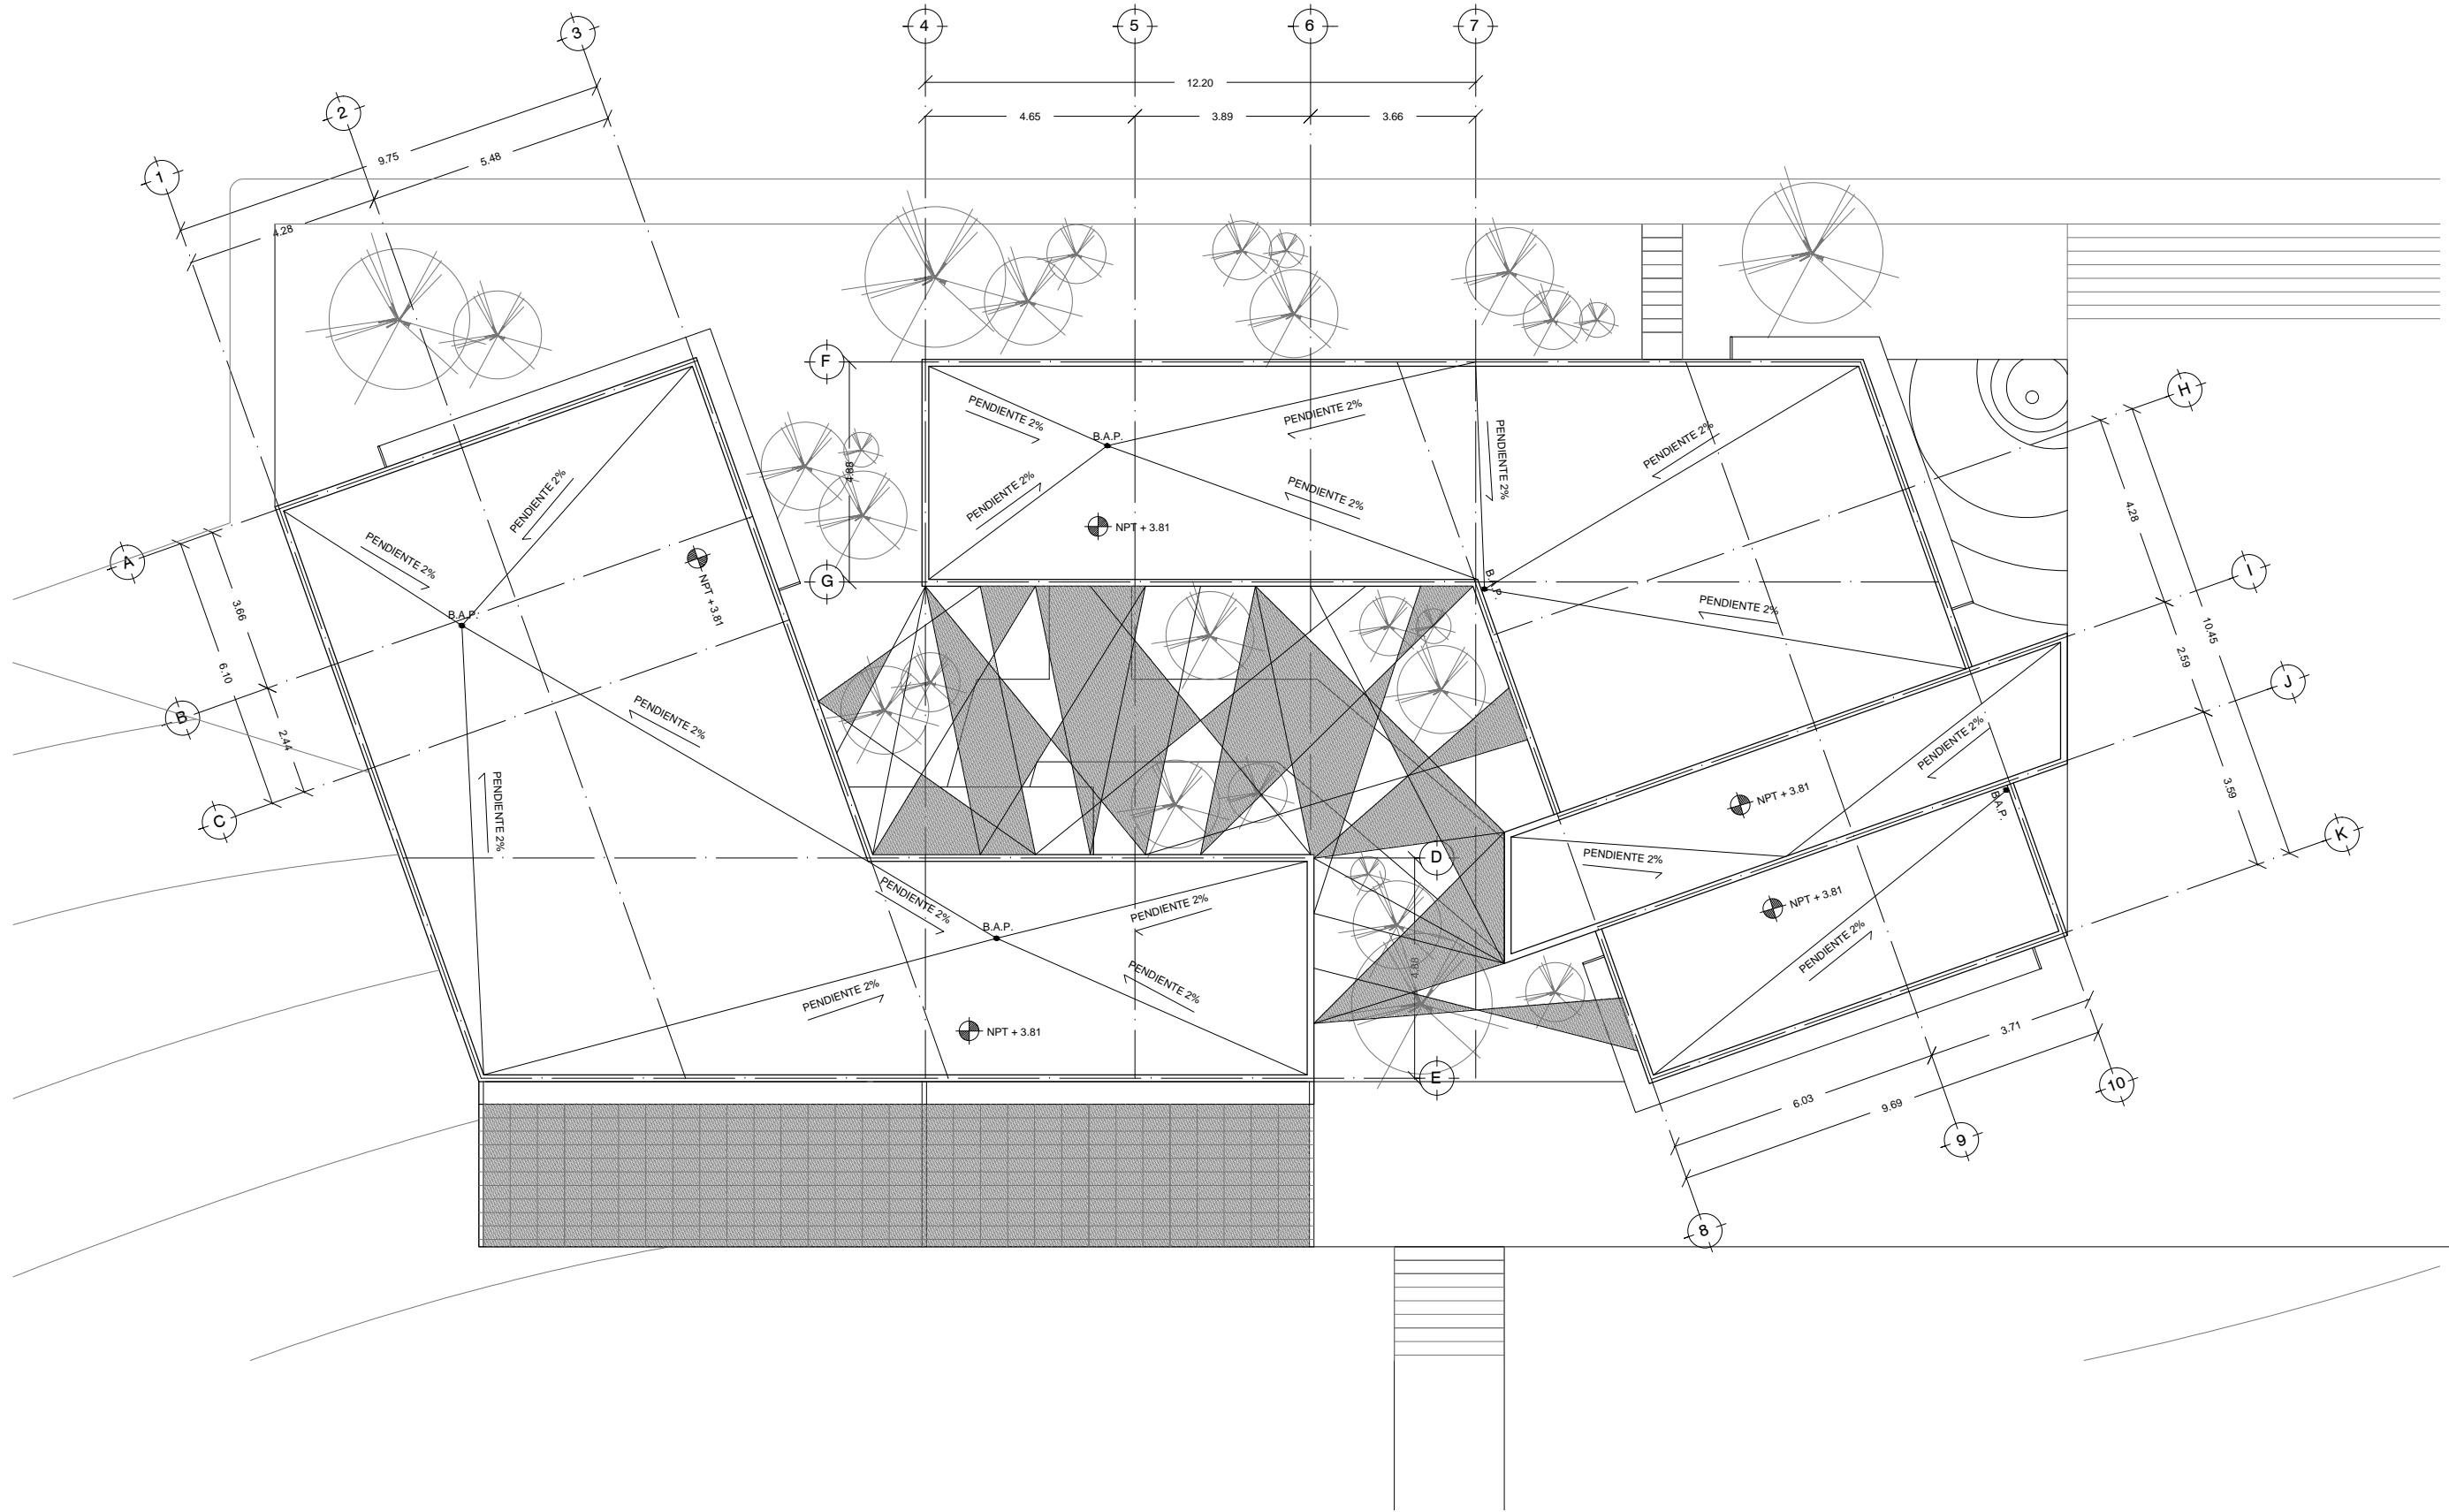 4
5
6
7
3
2
1
12.20
4.65
3.89
3.66
9.75
5.48
4.28
F
G
4.88
A
B
C
3.66
6.10
2.44
PENDIENTE 2%
PENDIENTE 2%
B.A.P.
NPT + 3.81
PENDIENTE 2%
PENDIENTE 2%
PENDIENTE 2%
B.A.P.
PENDIENTE 2%
PENDIENTE 2%
PENDIENTE 2%
PENDIENTE 2%
NPT + 3.81
PENDIENTE 2%
PENDIENTE 2%
B.A.P.
PENDIENTE 2%
H
I
J
K
4.28
2.59
10.45
3.59
PENDIENTE 2%
NPT + 3.81
PENDIENTE 2%
B.A.P.
NPT + 3.81
PENDIENTE 2%
D
4.88
E
PENDIENTE 2%
B.A.P.
PENDIENTE 2%
PENDIENTE 2%
PENDIENTE 2%
NPT + 3.81
3.71
6.03
9.69
10
9
8